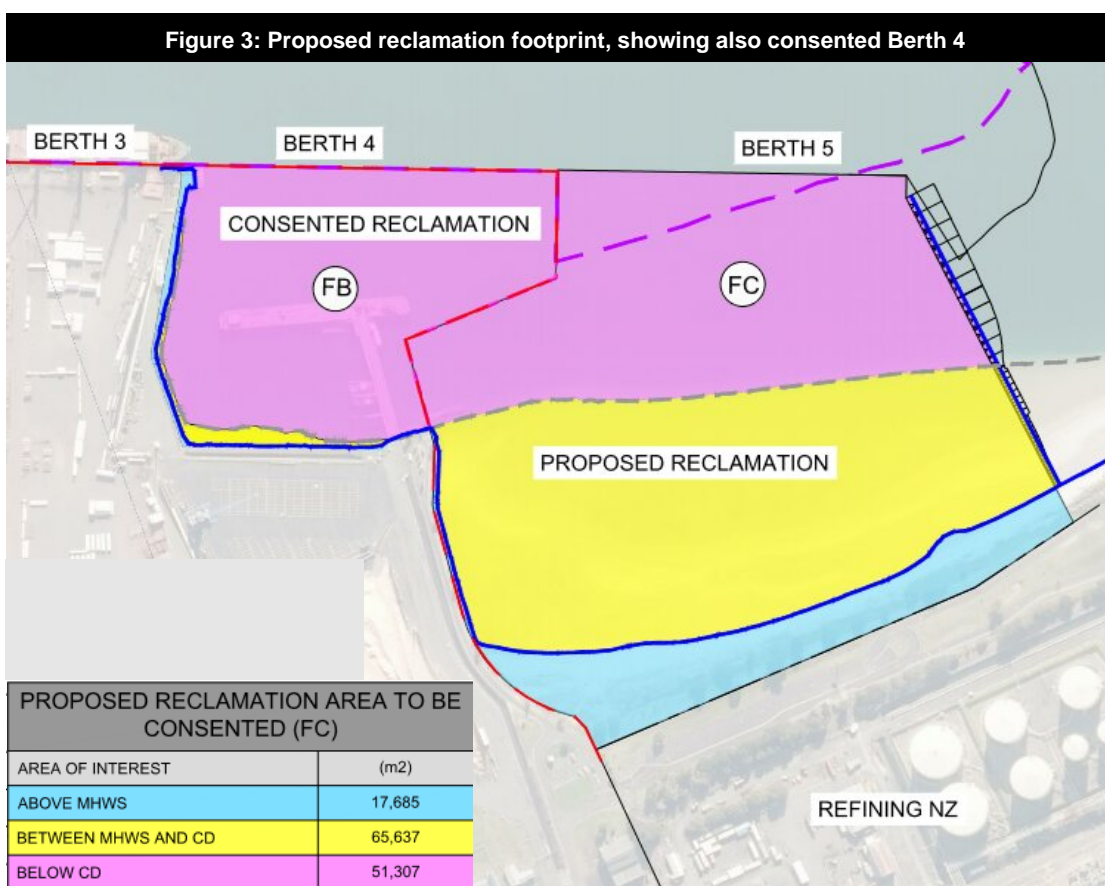 Figure 3: Proposed reclamation footprint, showing also consented Berth 4
BERTH 3
BERTH 4
BERTH 5
CONSENTED RECLAMATION
FB
FC
PROPOSED RECLAMATION
REFINING NZ
PROPOSED RECLAMATION AREA TO BE
CONSENTED (FC)
AREA OF INTEREST (m2)
ABOVE MHWS 17,685
BETWEEN MHWS AND CD 65,637
BELOW CD 51,307